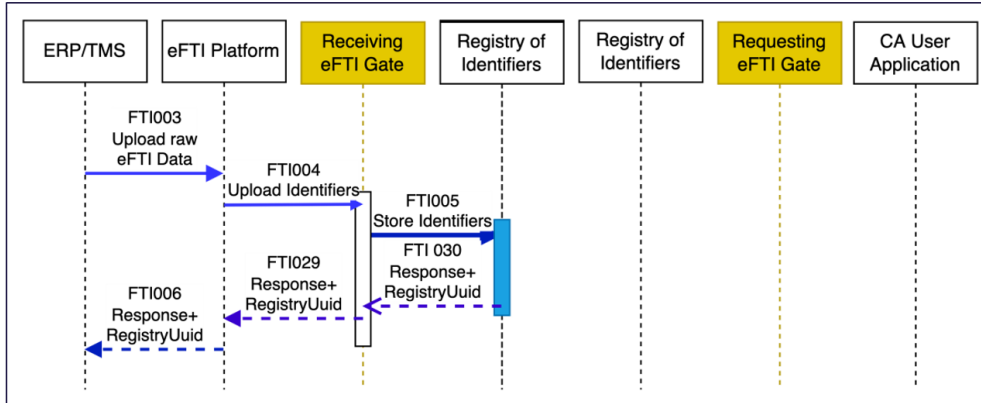 ERP/TMS
eFTI Platform
Receiving
eFTI Gate
Registry of
Identifiers
Registry of
Identifiers
Requesting
eFTI Gate
CA User
Application
FTI003
Upload raw
eFTI Data
FTI004
Upload Identifiers
FTI005
Store Identifiers
FTI 030
Response+
RegistryUuid
FTI029
Response+
RegistryUuid
FTI006
Response+
RegistryUuid